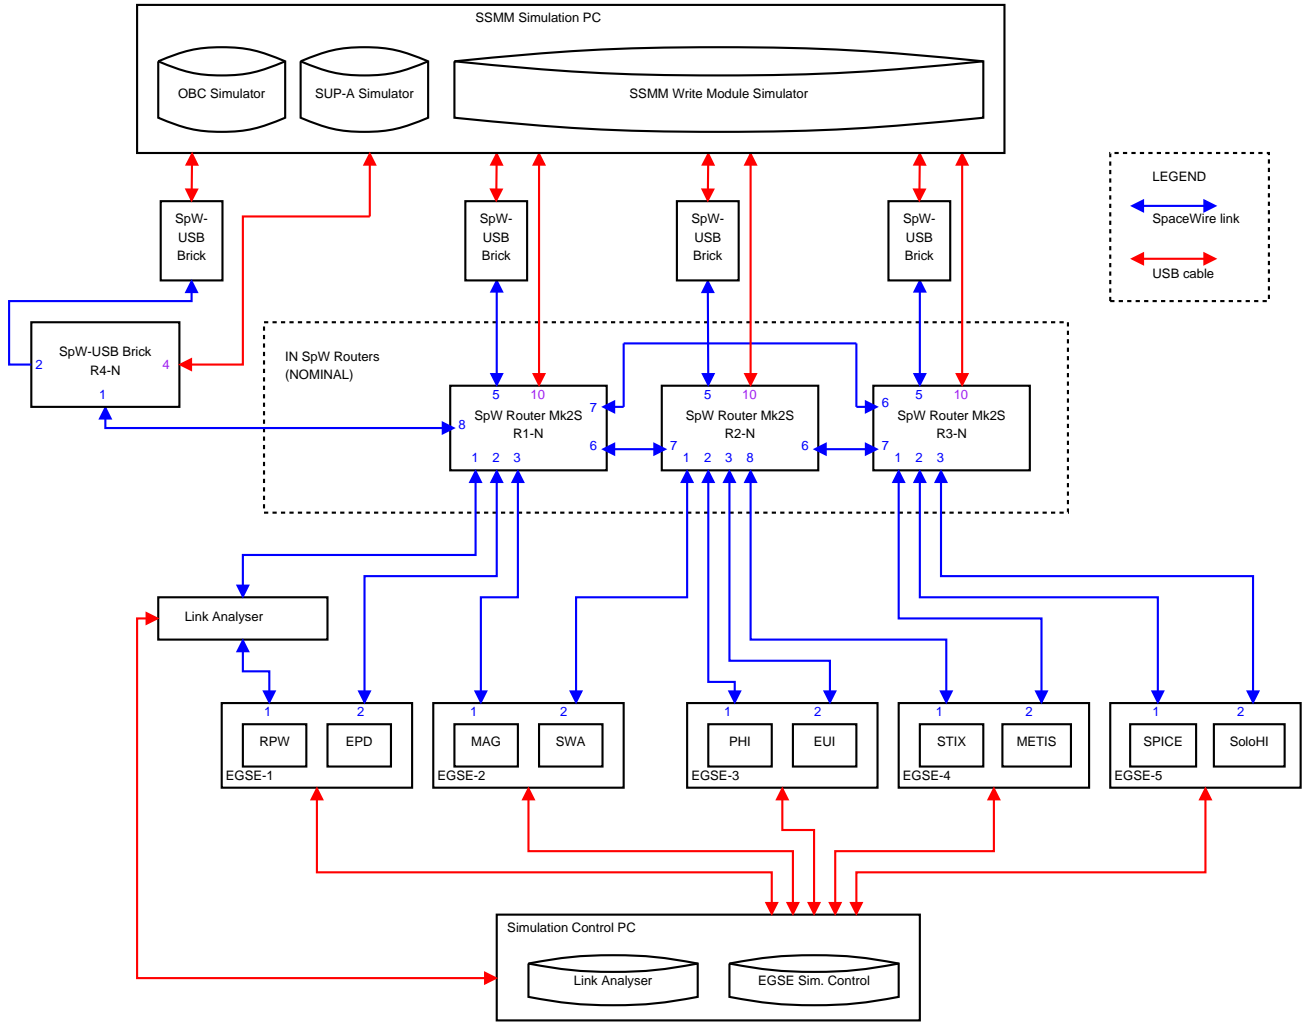 SSMM Simulation PC
OBC Simulator
SUP-A Simulator
SSMM Write Module Simulator
LEGEND
SpaceWire link
USB cable
SpW-
USB
Brick
SpW-
USB
Brick
SpW-
USB
Brick
SpW-
USB
Brick
SpW-USB Brick
R4-N
2
4
1
IN SpW Routers
(NOMINAL)
5
10
7
SpW Router Mk2S
R1-N
8
6
1 2 3
5
10
SpW Router Mk2S
R2-N
7
6
1 2 3 8
5
10
6
SpW Router Mk2S
R3-N
7
1 2 3
Link Analyser
1
2
RPW
EPD
EGSE-1
1
2
MAG
SWA
EGSE-2
1
2
PHI
EUI
EGSE-3
1
2
STIX
METIS
EGSE-4
1
2
SPICE
SoloHI
EGSE-5
Simulation Control PC
Link Analyser
EGSE Sim. Control